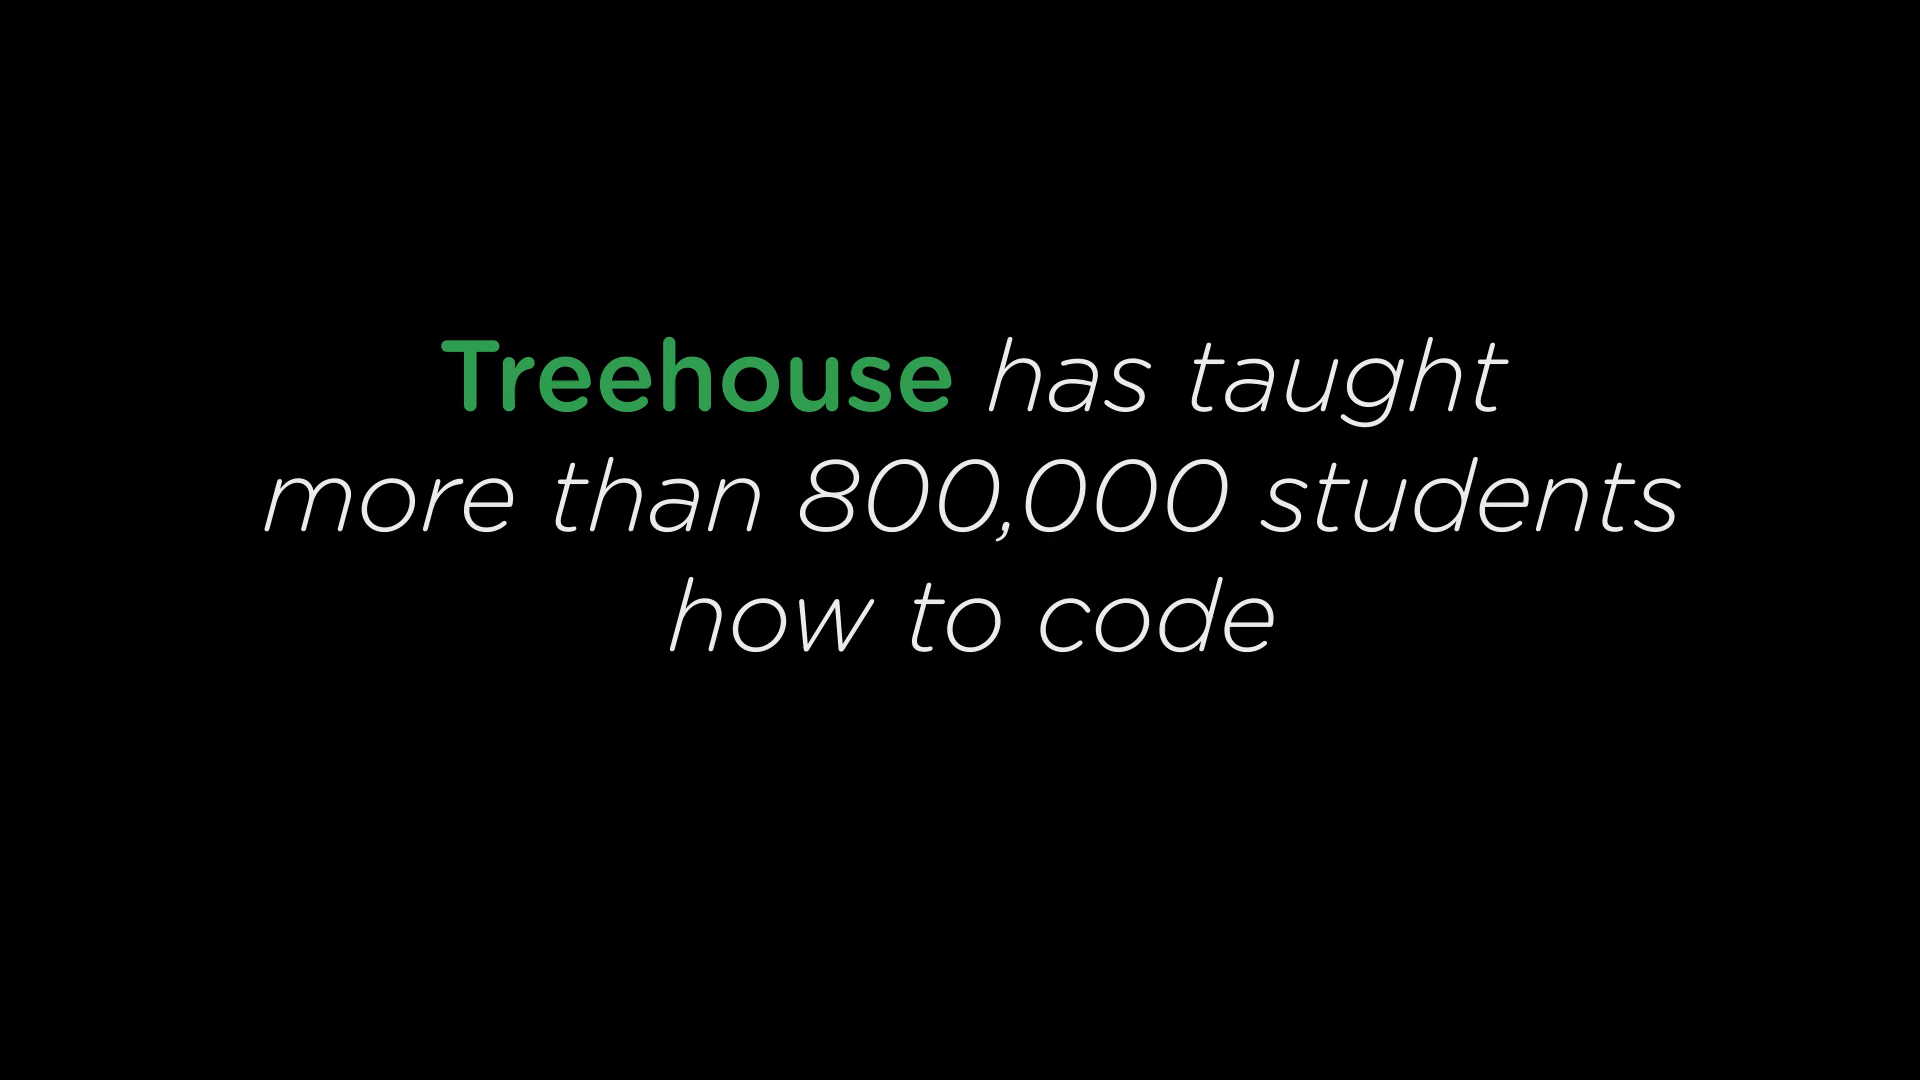 Treehouse has taught
more than 800,000 students
how to code